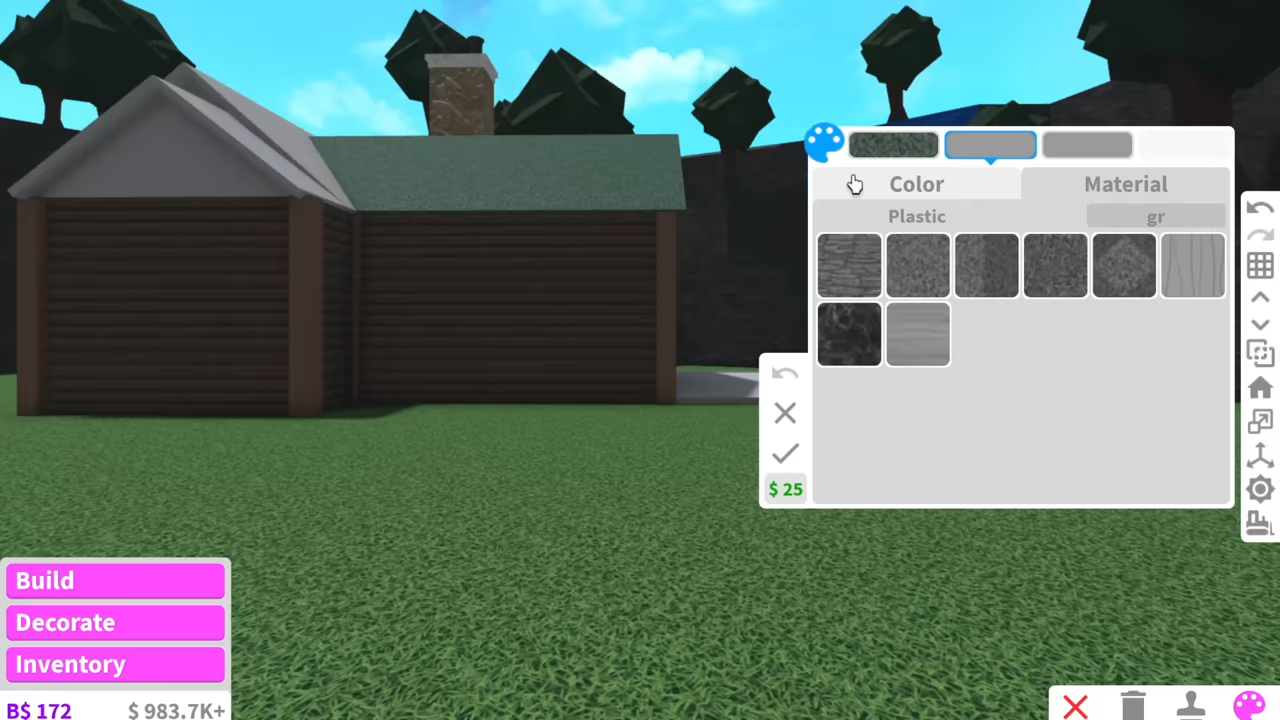 Color
Material
Plastic
gr
$ 25
Build
Decorate
Inventory
B$ 172
$ 983.7K+